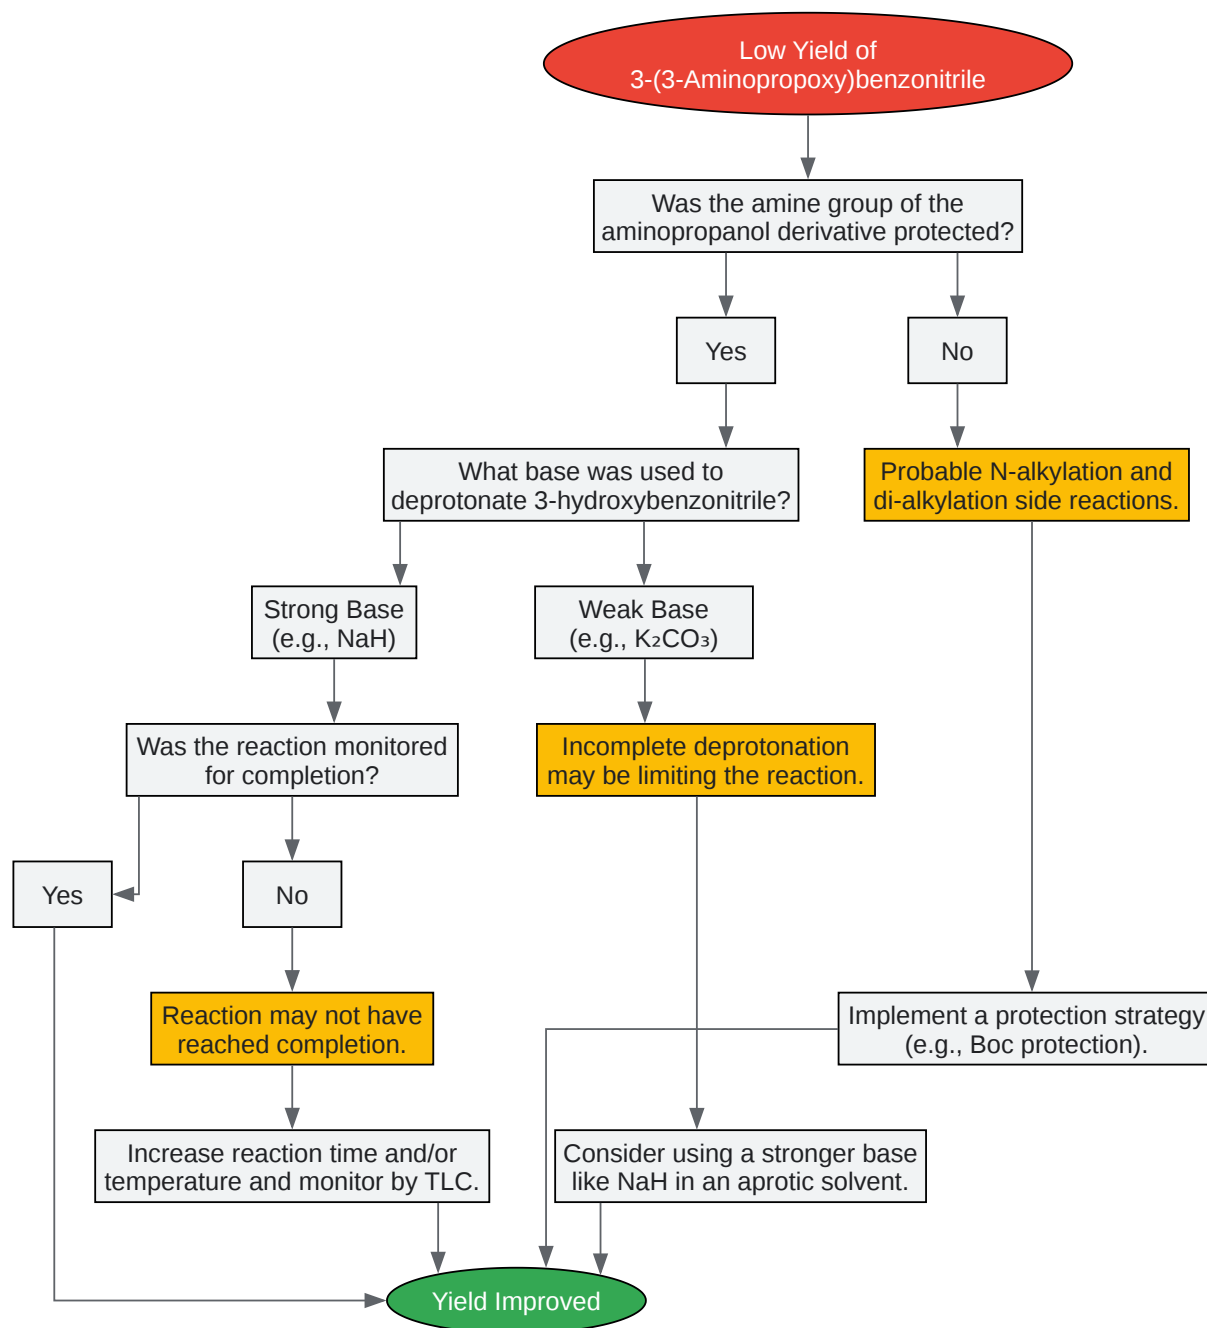 Low Yield of
3-(3-Aminopropoxy)benzonitrile
Was the amine group of the
aminopropanol derivative protected?
Yes
No
What base was used to
deprotonate 3-hydroxybenzonitrile?
Probable N-alkylation and
di-alkylation side reactions.
Strong Base
(e.g., NaH)
Weak Base
(e.g., K₂CO₃)
Was the reaction monitored
for completion?
Incomplete deprotonation
may be limiting the reaction.
Yes
No
Reaction may not have
reached completion.
Implement a protection strategy
(e.g., Boc protection).
Increase reaction time and/or
temperature and monitor by TLC.
Consider using a stronger base
like NaH in an aprotic solvent.
Yield Improved